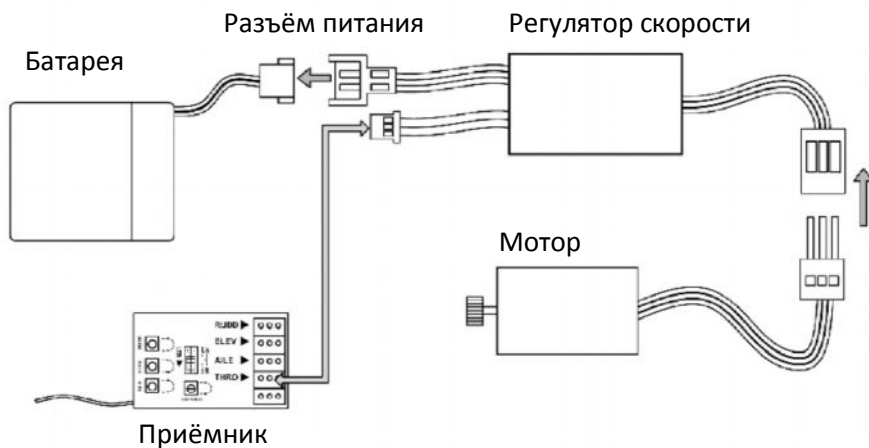 Разъём питания
Регулятор скорости
Батарея
Мотор
RUDD ▶
ELEV ▶
AILE ▶
THRO ▶
Приёмник